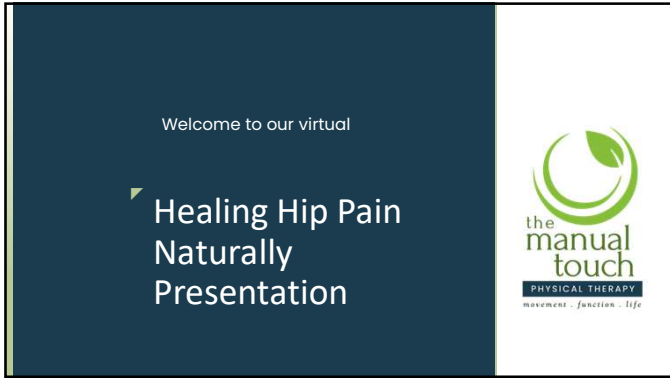 Welcome to our virtual
Healing Hip Pain
Naturally
Presentation
the
manual
touch
PHYSICAL THERAPY
movement . function . life